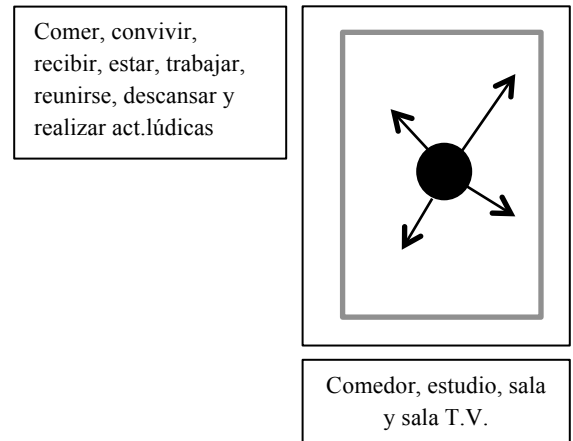 Comer, convivir,
recibir, estar, trabajar,
reunirse, descansar y
realizar act.lúdicas
Comedor, estudio, sala
y sala T.V.